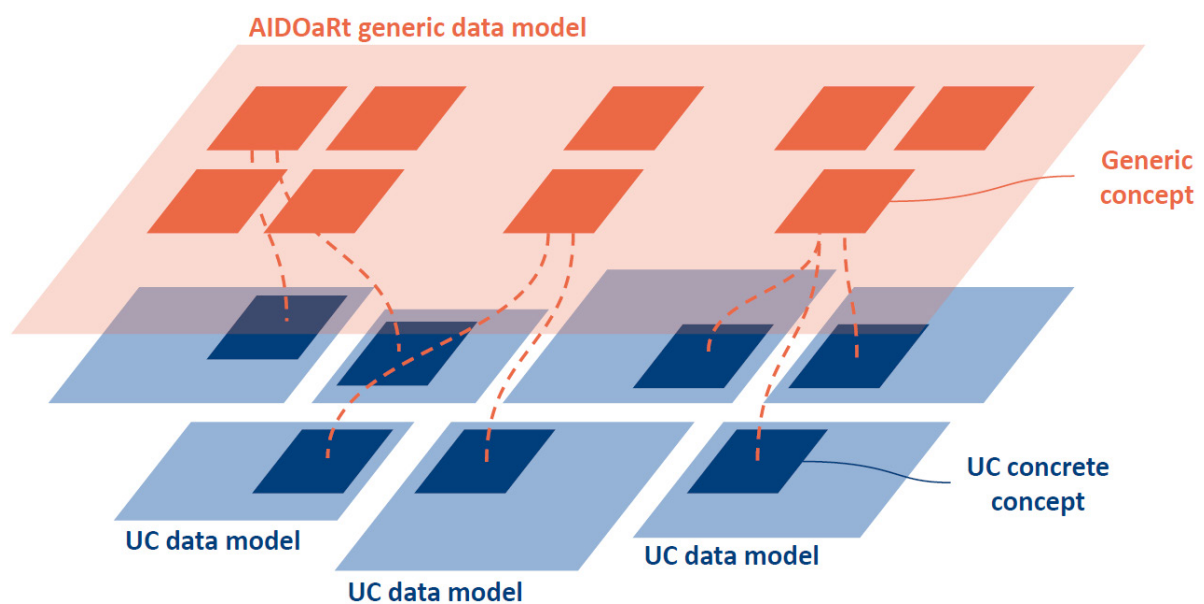 AIDOaRt generic data model
Generic
concept
UC concrete
concept
UC data model
UC data model
UC data model